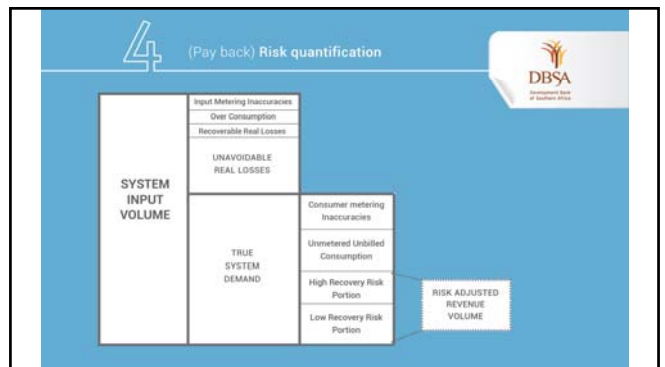 4
(Pay back) Risk quantification
DBSA
Development Bank
of Southern Africa
SYSTEM
INPUT
VOLUME
Input Metering Inaccuracies
Over Consumption
Recoverable Real Losses
UNAVOIDABLE
REAL LOSSES
TRUE
SYSTEM
DEMAND
Consumer metering
Inaccuracies
Unmetered Unbilled
Consumption
High Recovery Risk
Portion
Low Recovery Risk
Portion
RISK ADJUSTED
REVENUE
VOLUME